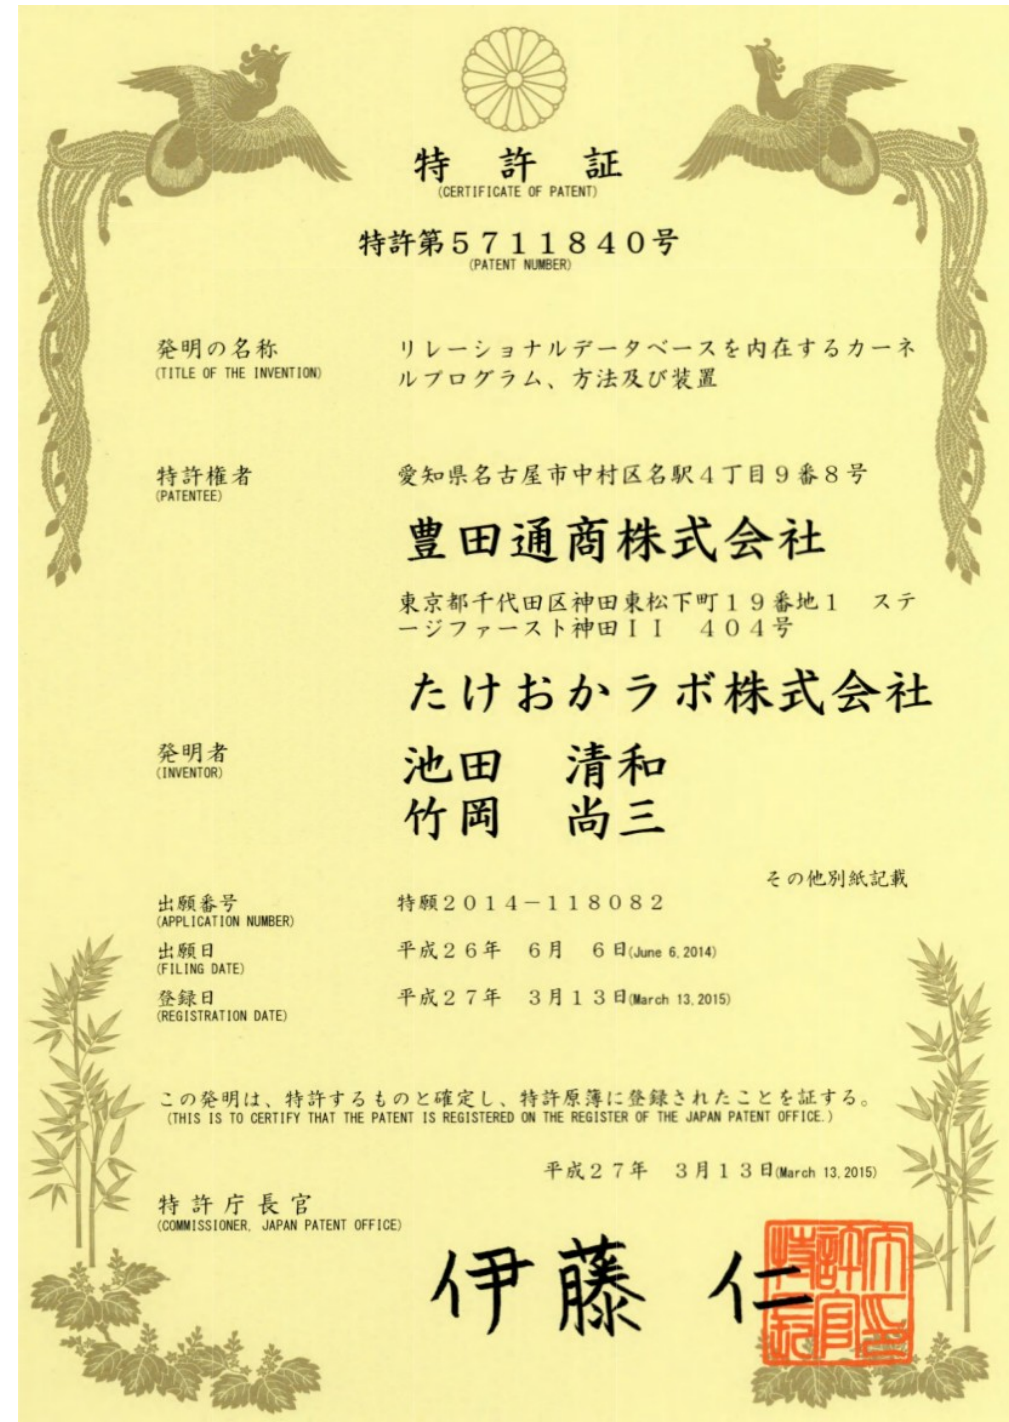 特許証
(CERTIFICATE OF PATENT)
特許第5711840号
(PATENT NUMBER)
発明の名称
(TITLE OF THE INVENTION)
リレーショナルデータベースを内在するカーネ
ルプログラム、方法及び装置
特許権者
(PATENTEE)
愛知県名古屋市中村区名駅4丁目9番8号
豊田通商株式会社
東京都千代田区神田東松下町19番地1　ステ
ージファースト神田II　404号
たけおかラボ株式会社
発明者
(INVENTOR)
池田　清和
竹岡　尚三
その他別紙記載
出願番号
(APPLICATION NUMBER)
特願2014-118082
出願日
(FILING DATE)
平成26年　6月　6日(June 6,2014)
登録日
(REGISTRATION DATE)
平成27年　3月13日(March 13,2015)
この発明は、特許するものと確定し、特許原簿に登録されたことを証する。
(THIS IS TO CERTIFY THAT THE PATENT IS REGISTERED ON THE REGISTER OF THE JAPAN PATENT OFFICE.)
平成27年　3月13日(March 13,2015)
特許庁長官
(COMMISSIONER, JAPAN PATENT OFFICE)
伊藤　仁